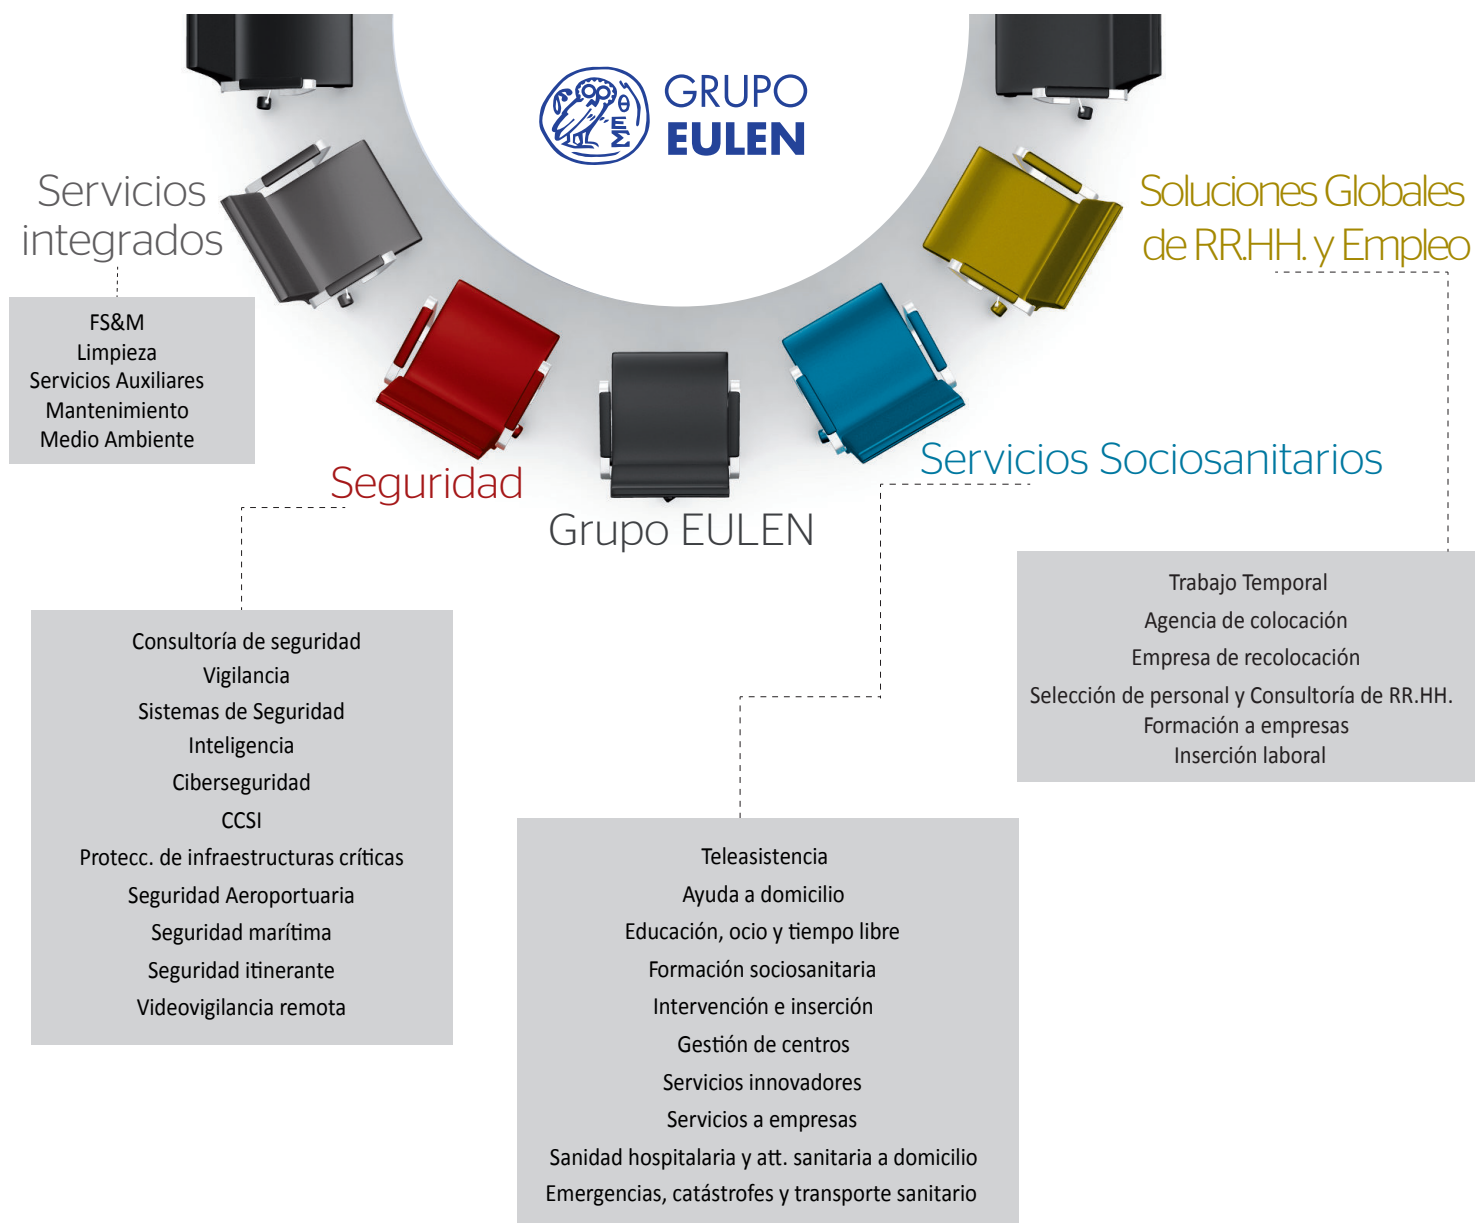 GRUPO
EULEN
Servicios
integrados
FS&M
Limpieza
Servicios Auxiliares
Mantenimiento
Medio Ambiente
Seguridad
Consultoría de seguridad
Vigilancia
Sistemas de Seguridad
Inteligencia
Ciberseguridad
CCSI
Protecc. de infraestructuras críticas
Seguridad Aeroportuaria
Seguridad marítima
Seguridad itinerante
Videovigilancia remota
Grupo EULEN
Servicios Sociosanitarios
Teleasistencia
Ayuda a domicilio
Educación, ocio y tiempo libre
Formación sociosanitaria
Intervención e inserción
Gestión de centros
Servicios innovadores
Servicios a empresas
Sanidad hospitalaria y att. sanitaria a domicilio
Emergencias, catástrofes y transporte sanitario
Soluciones Globales
de RR.HH. y Empleo
Trabajo Temporal
Agencia de colocación
Empresa de recolocación
Selección de personal y Consultoría de RR.HH.
Formación a empresas
Inserción laboral